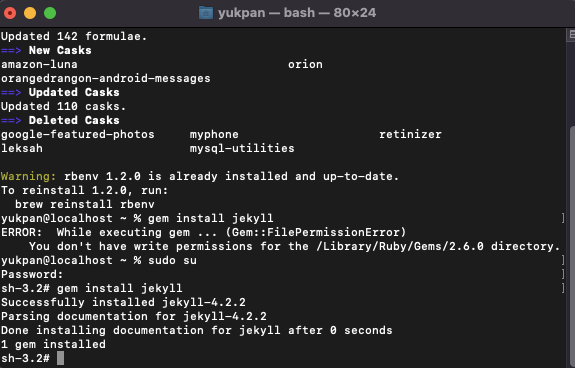 yukpan — bash — 80×24
Updated 142 formulae.
==> New Casks
amazon-luna orion
orangedrangon-android-messages
==> Updated Casks
Updated 110 casks.
==> Deleted Casks
google-featured-photos myphone retinizer
leksah mysql-utilities
Warning: rbenv 1.2.0 is already installed and up-to-date.
To reinstall 1.2.0, run:
  brew reinstall rbenv
yukpan@localhost ~ % gem install jekyll ]
ERROR:  While executing gem ... (Gem::FilePermissionError)
    You don't have write permissions for the /Library/Ruby/Gems/2.6.0 directory.
yukpan@localhost ~ % sudo su ]
Password: ]
sh-3.2# gem install jekyll ]
Successfully installed jekyll-4.2.2
Parsing documentation for jekyll-4.2.2
Done installing documentation for jekyll after 0 seconds
1 gem installed
sh-3.2#